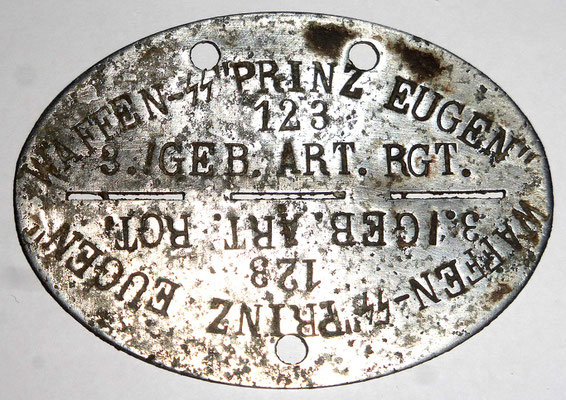 WAFFEN-ᛋᛋ"PRINZ EUGEN"
123
3./GEB. ART. RGT.
3./GEB. ART. RGT.
123
WAFFEN-ᛋᛋ"PRINZ EUGEN"